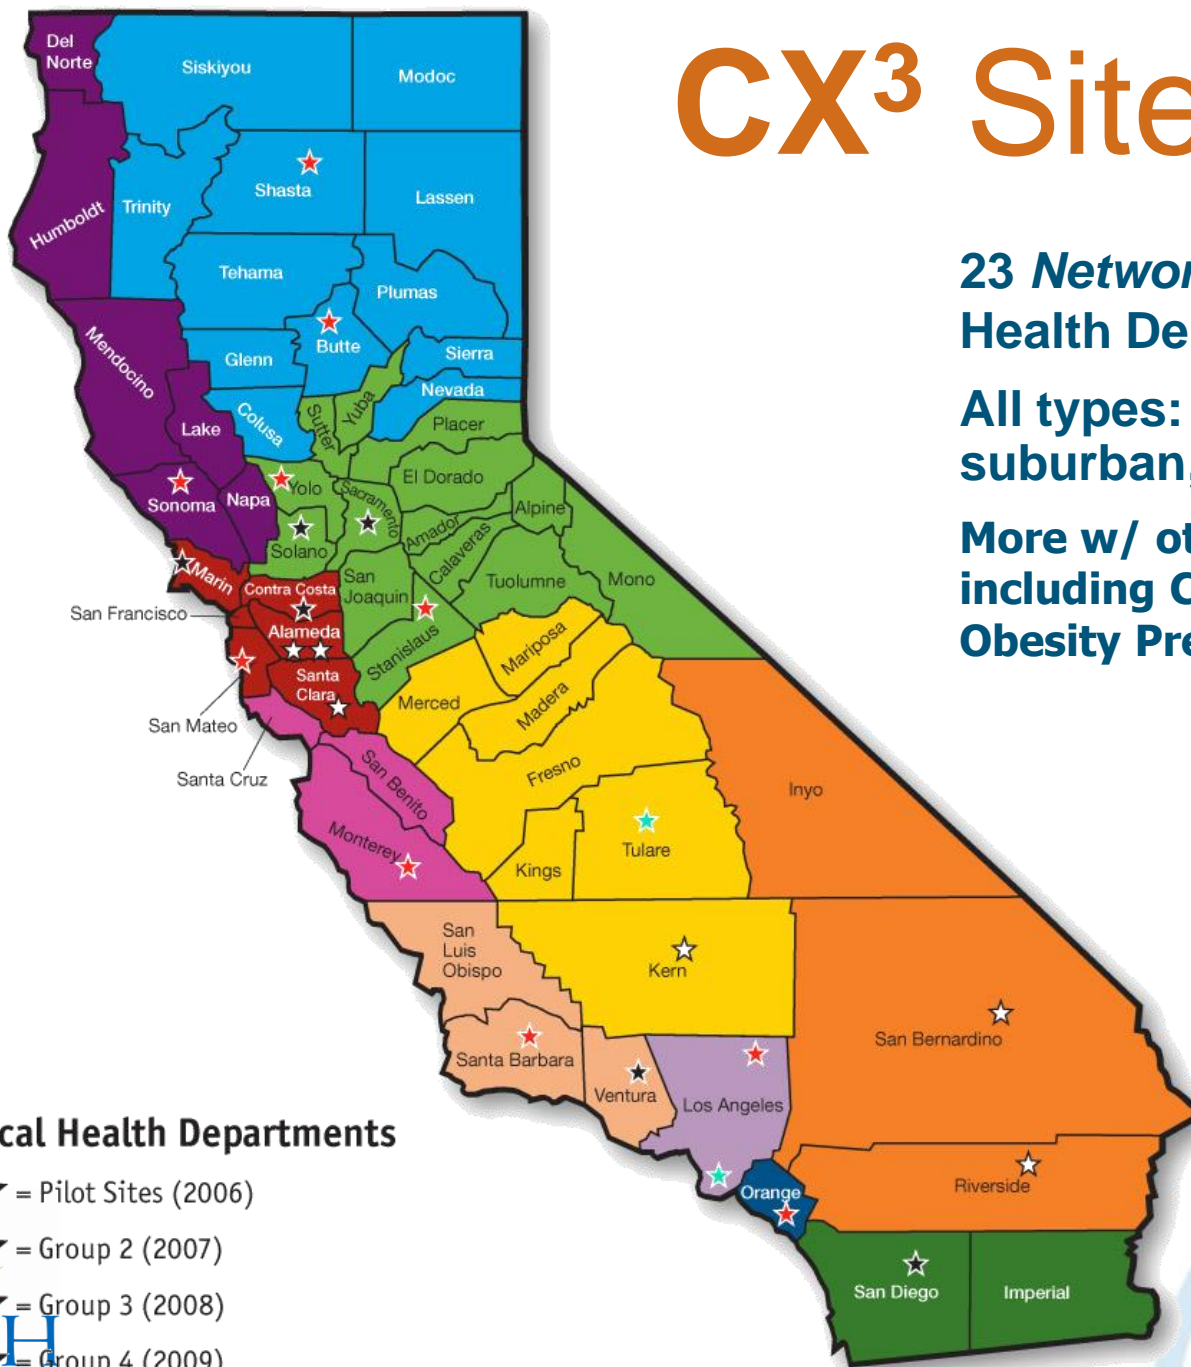 CX³ Site
23 Networ
Health De
All types:
suburban,
More w/ ot
including C
Obesity Pre
Del
Norte
Siskiyou
Modoc
Humboldt
Trinity
Shasta
Lassen
Tehama
Plumas
Mendocino
Glenn
Butte
Sierra
Nevada
Lake
Colusa
Sutter
Yuba
Placer
Sonoma
Napa
Yolo
Sacramento
El Dorado
Alpine
Solano
Amador
Calaveras
Marin
Contra Costa
San
Joaquin
Tuolumne
Mono
San Francisco
Alameda
Stanislaus
Mariposa
Santa
Clara
Merced
Madera
San Mateo
Santa Cruz
San Benito
Fresno
Inyo
Monterey
Kings
Tulare
San
Luis
Obispo
Kern
San Bernardino
Santa Barbara
Ventura
Los Angeles
Orange
Riverside
San Diego
Imperial
cal Health Departments
= Pilot Sites (2006)
= Group 2 (2007)
= Group 3 (2008)
= Group 4 (2009)
H